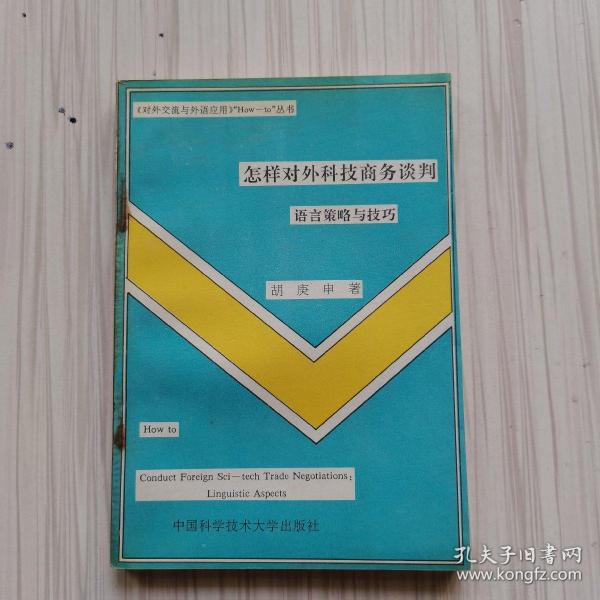 《对外交流与外语应用》“How—to”丛书
怎样对外科技商务谈判
语言策略与技巧
胡庚申著
How to
Conduct Foreign Sci—tech Trade Negotiations:
Linguistic Aspects
中国科学技术大学出版社
孔夫子旧书网
www.kongfz.com